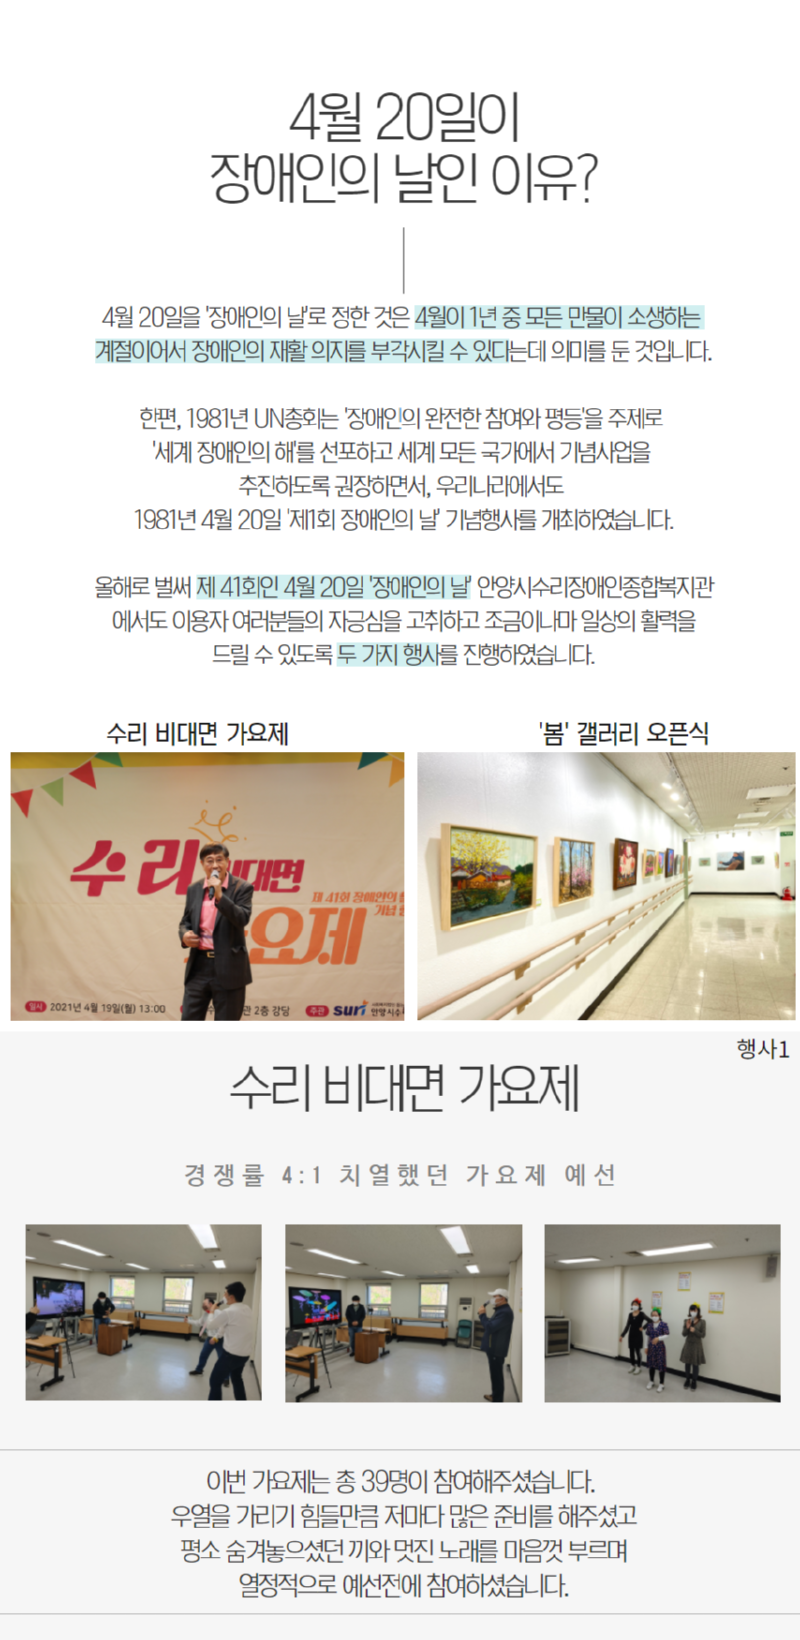 4월 20일이
장애인의 날인 이유?
4월 20일을 '장애인의 날'로 정한 것은 4월이 1년 중 모든 만물이 소생하는
계절이어서 장애인의 재활 의지를 부각시킬 수 있다는데 의미를 둔 것입니다.
한편, 1981년 UN총회는 '장애인의 완전한 참여와 평등'을 주제로
'세계 장애인의 해'를 선포하고 세계 모든 국가에서 기념사업을
추진하도록 권장하면서, 우리나라에서도
1981년 4월 20일 '제1회 장애인의 날' 기념행사를 개최하였습니다.
올해로 벌써 제 41회인 4월 20일 '장애인의 날' 안양시수리장애인종합복지관
에서도 이용자 여러분들의 자긍심을 고취하고 조금이나마 일상의 활력을
드릴 수 있도록 두 가지 행사를 진행하였습니다.
수리 비대면 가요제
'봄' 갤러리 오픈식
수리 비대면
제 41회 장애인의
기념
요제
일시 2021년 4월 19일(월) 13:00
관 2층 강당
주관 suri 안양시수
행사1
수리 비대면 가요제
경쟁률 4:1 치열했던 가요제 예선
이번 가요제는 총 39명이 참여해주셨습니다.
우열을 가리기 힘들만큼 저마다 많은 준비를 해주셨고
평소 숨겨놓으셨던 끼와 멋진 노래를 마음껏 부르며
열정적으로 예선전에 참여하셨습니다.